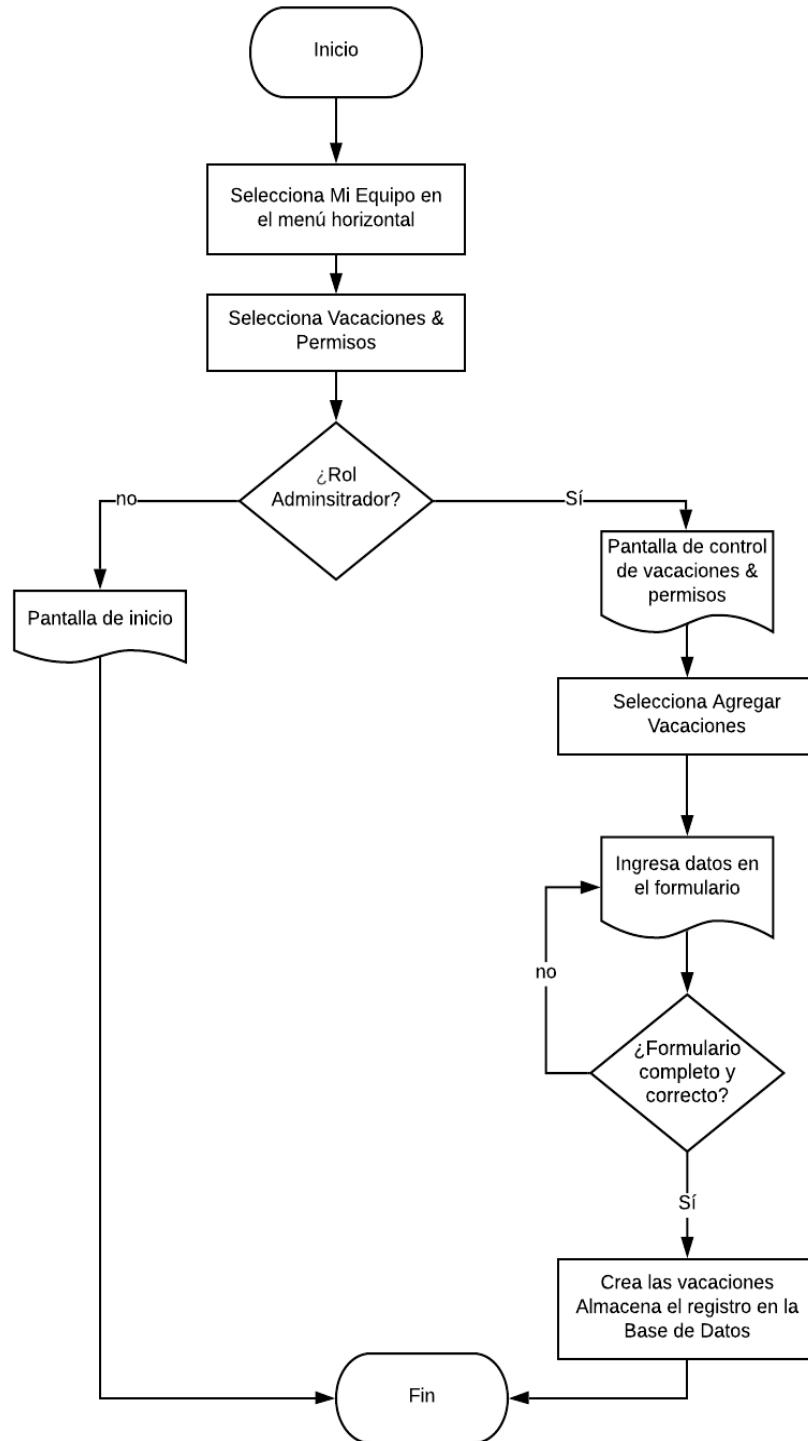 Inicio
Selecciona Mi Equipo en
el menú horizontal
Selecciona Vacaciones &
Permisos
¿Rol
Adminsitrador?
no
Sí
Pantalla de inicio
Pantalla de control
de vacaciones &
permisos
Selecciona Agregar
Vacaciones
Ingresa datos en
el formulario
no
¿Formulario
completo y
correcto?
Sí
Crea las vacaciones
Almacena el registro en la
Base de Datos
Fin